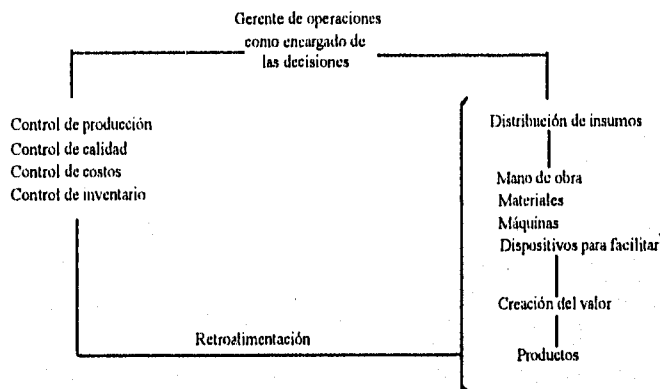 Gerente de operaciones
como encargado de
las decisiones
Control de producción
Control de calidad
Control de costos
Control de inventario
Distribución de insumos
Mano de obra
Materiales
Máquinas
Dispositivos para facilitar
Creación del valor
Retroalimentación
Productos